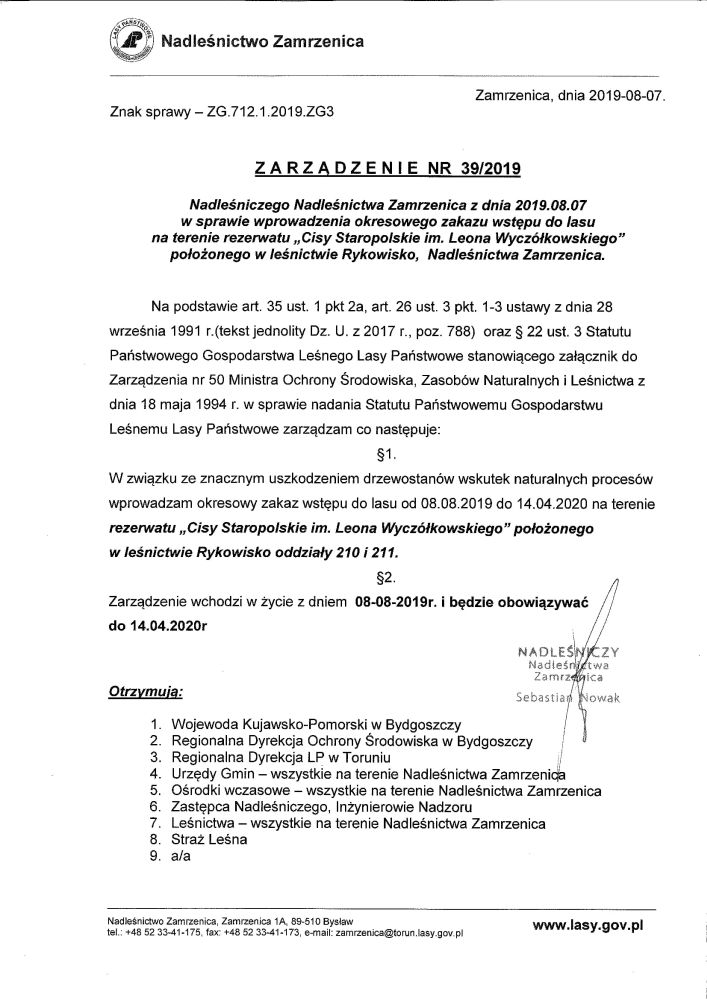 Nadleśnictwo Zamrzenica
Zamrzenica, dnia 2019-08-07.
Znak sprawy – ZG.712.1.2019.ZG3
ZARZĄDZENIE NR 39/2019
Nadleśniczego Nadleśnictwa Zamrzenica z dnia 2019.08.07
w sprawie wprowadzenia okresowego zakazu wstępu do lasu
na terenie rezerwatu „Cisy Staropolskie im. Leona Wyczółkowskiego”
położonego w leśnictwie Rykowisko, Nadleśnictwa Zamrzenica.
Na podstawie art. 35 ust. 1 pkt 2a, art. 26 ust. 3 pkt. 1-3 ustawy z dnia 28
września 1991 r.(tekst jednolity Dz. U. z 2017 r., poz. 788) oraz § 22 ust. 3 Statutu
Państwowego Gospodarstwa Leśnego Lasy Państwowe stanowiącego załącznik do
Zarządzenia nr 50 Ministra Ochrony Środowiska, Zasobów Naturalnych i Leśnictwa z
dnia 18 maja 1994 r. w sprawie nadania Statutu Państwowemu Gospodarstwu
Leśnemu Lasy Państwowe zarządzam co następuje:
§1.
W związku ze znacznym uszkodzeniem drzewostanów wskutek naturalnych procesów
wprowadzam okresowy zakaz wstępu do lasu od 08.08.2019 do 14.04.2020 na terenie
rezerwatu „Cisy Staropolskie im. Leona Wyczółkowskiego” położonego
w leśnictwie Rykowisko oddziały 210 i 211.
§2.
Zarządzenie wchodzi w życie z dniem 08-08-2019r. i będzie obowiązywać
do 14.04.2020r
NADLEŚNICZY
Nadleśnictwa
Zamrzenica
Sebastian Nowak
Otrzymują:
1. Wojewoda Kujawsko-Pomorski w Bydgoszczy
2. Regionalna Dyrekcja Ochrony Środowiska w Bydgoszczy
3. Regionalna Dyrekcja LP w Toruniu
4. Urzędy Gmin – wszystkie na terenie Nadleśnictwa Zamrzenica
5. Ośrodki wczasowe – wszystkie na terenie Nadleśnictwa Zamrzenica
6. Zastępca Nadleśniczego, Inżynierowie Nadzoru
7. Leśnictwa – wszystkie na terenie Nadleśnictwa Zamrzenica
8. Straż Leśna
9. a/a
Nadleśnictwo Zamrzenica, Zamrzenica 1A, 89-510 Bysław
tel.: +48 52 33-41-175, fax: +48 52 33-41-173, e-mail: zamrzenica@torun.lasy.gov.pl
www.lasy.gov.pl